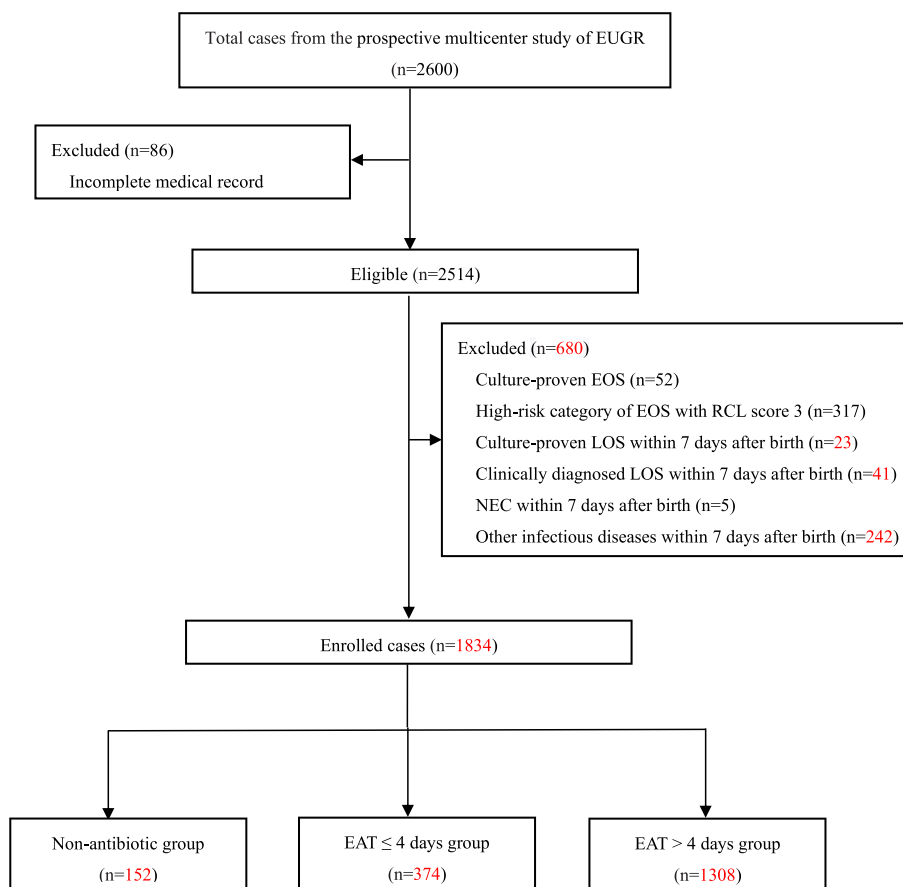 Total cases from the prospective multicenter study of EUGR
(n=2600)
Excluded (n=86)
Incomplete medical record
Eligible (n=2514)
Excluded (n=680)
Culture-proven EOS (n=52)
High-risk category of EOS with RCL score 3 (n=317)
Culture-proven LOS within 7 days after birth (n=23)
Clinically diagnosed LOS within 7 days after birth (n=41)
NEC within 7 days after birth (n=5)
Other infectious diseases within 7 days after birth (n=242)
Enrolled cases (n=1834)
Non-antibiotic group
(n=152)
EAT ≤ 4 days group
(n=374)
EAT > 4 days group
(n=1308)